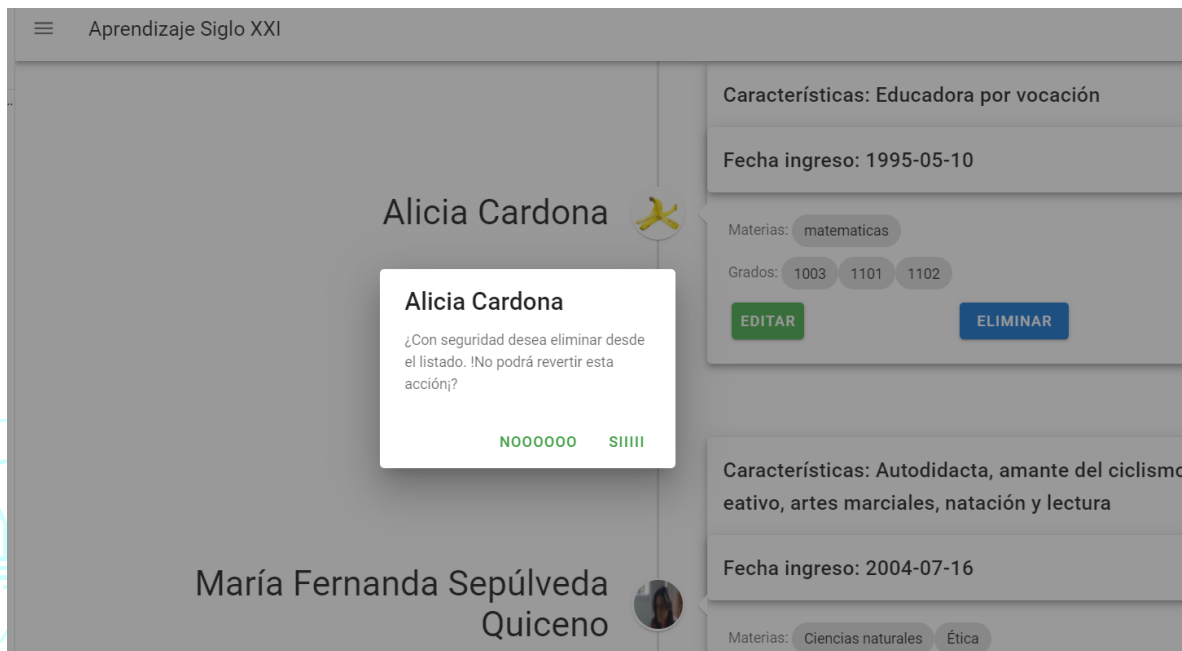 Aprendizaje Siglo XXI
Características: Educadora por vocación
Fecha ingreso: 1995-05-10
Alicia Cardona
Materias: matematicas
Grados: 1003 1101 1102
EDITAR ELIMINAR
Alicia Cardona
¿Con seguridad desea eliminar desde
el listado. !No podrá revertir esta
acción¡?
NOOOOOO SIIIII
Características: Autodidacta, amante del ciclismo
eativo, artes marciales, natación y lectura
Fecha ingreso: 2004-07-16
María Fernanda Sepúlveda
Quiceno
Materias: Ciencias naturales Ética